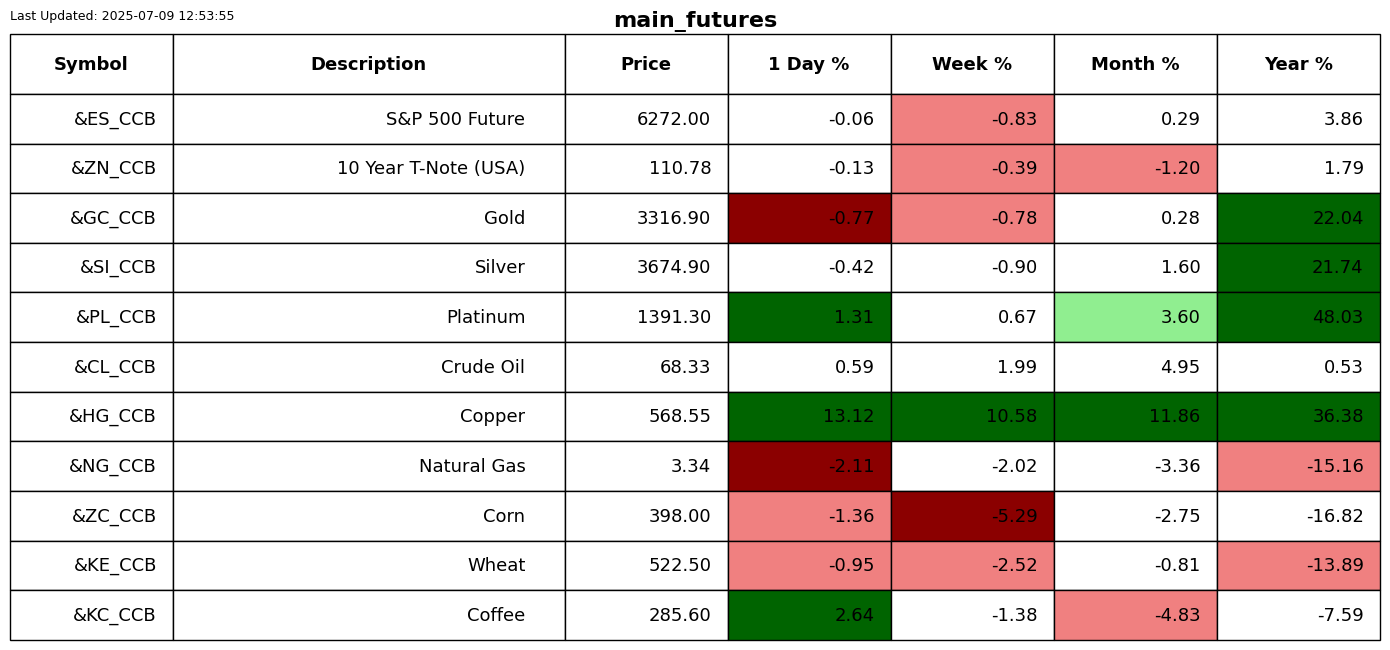 Last Updated: 2025-07-09 12:53:55
main_futures
Symbol Description Price 1 Day % Week % Month % Year %
&ES_CCB S&P 500 Future 6272.00 -0.06 -0.83 0.29 3.86
&ZN_CCB 10 Year T-Note (USA) 110.78 -0.13 -0.39 -1.20 1.79
&GC_CCB Gold 3316.90 -0.77 -0.78 0.28 22.04
&SI_CCB Silver 3674.90 -0.42 -0.90 1.60 21.74
&PL_CCB Platinum 1391.30 1.31 0.67 3.60 48.03
&CL_CCB Crude Oil 68.33 0.59 1.99 4.95 0.53
&HG_CCB Copper 568.55 13.12 10.58 11.86 36.38
&NG_CCB Natural Gas 3.34 -2.11 -2.02 -3.36 -15.16
&ZC_CCB Corn 398.00 -1.36 -5.29 -2.75 -16.82
&KE_CCB Wheat 522.50 -0.95 -2.52 -0.81 -13.89
&KC_CCB Coffee 285.60 2.64 -1.38 -4.83 -7.59